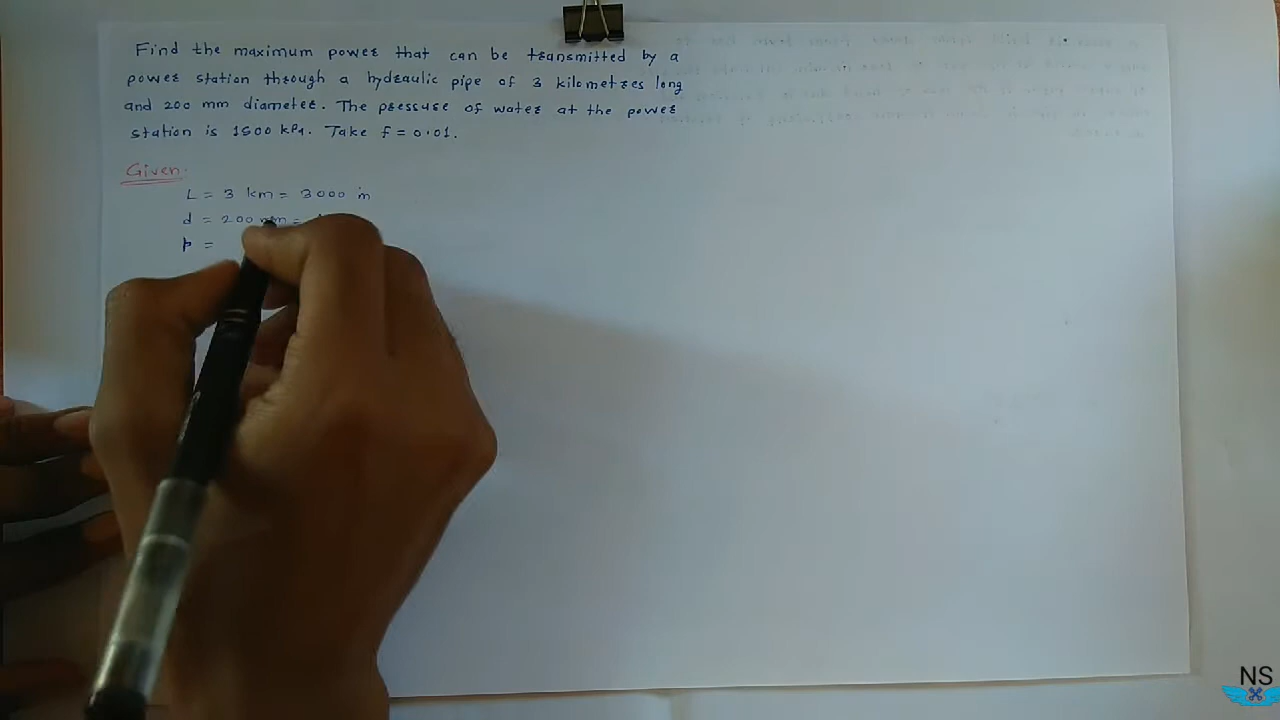 Find the maximum power that can be transmitted by a
power station through a hydraulic pipe of 3 kilometres long
and 200 mm diameter. The pressure of water at the power
station is 1500 kPa. Take f = 0.01.
Given.
L = 3 km = 3000 m
d = 200 mm =
p =
NS